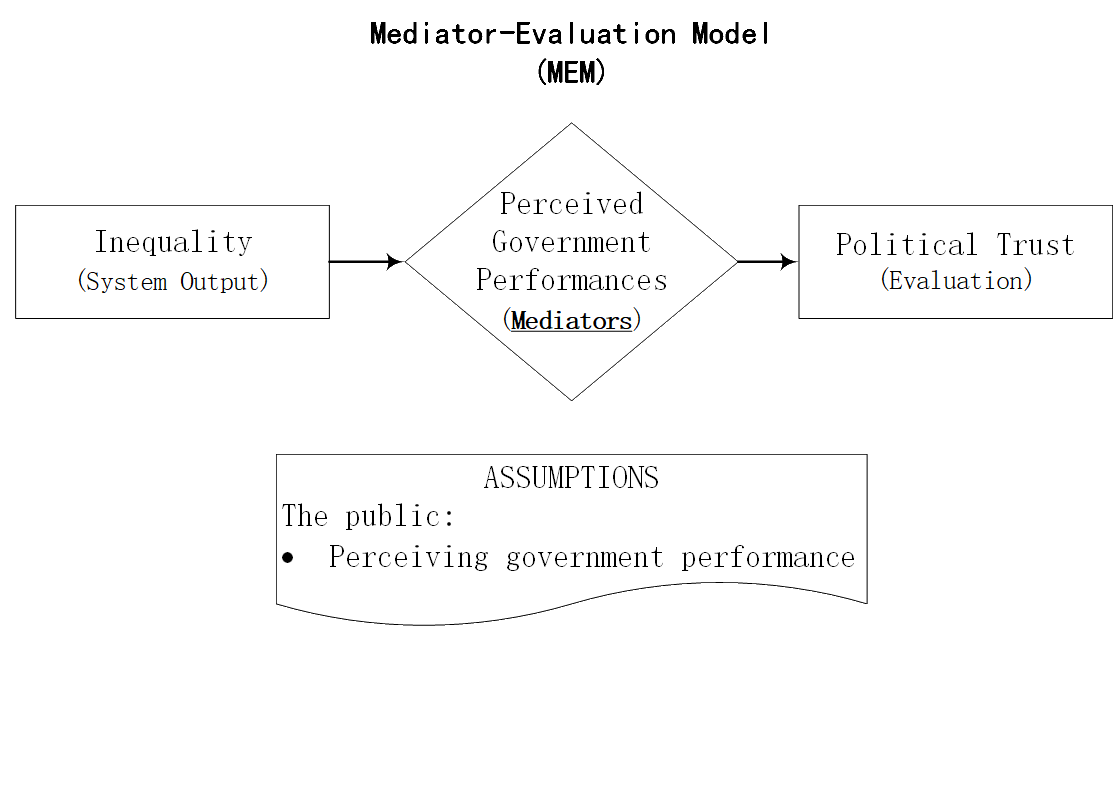 Mediator-Evaluation Model
(MEM)
Inequality
(System Output)
Perceived
Government
Performances
(Mediators)
Political Trust
(Evaluation)
ASSUMPTIONS
The public:
• Perceiving government performance